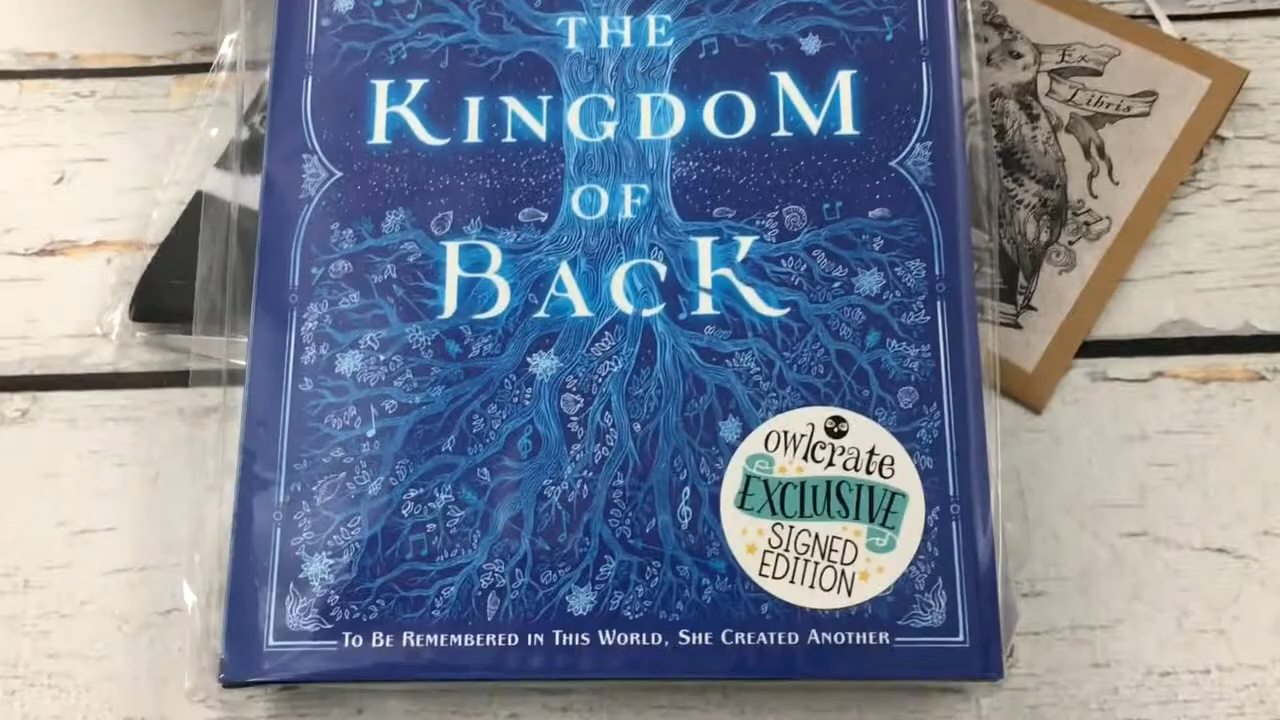 THE
KINGDOM
OF
BACK
Ex
Libris
owlcrate
EXCLUSIVE
SIGNED
EDITION
TO BE REMEMBERED IN THIS WORLD, SHE CREATED ANOTHER